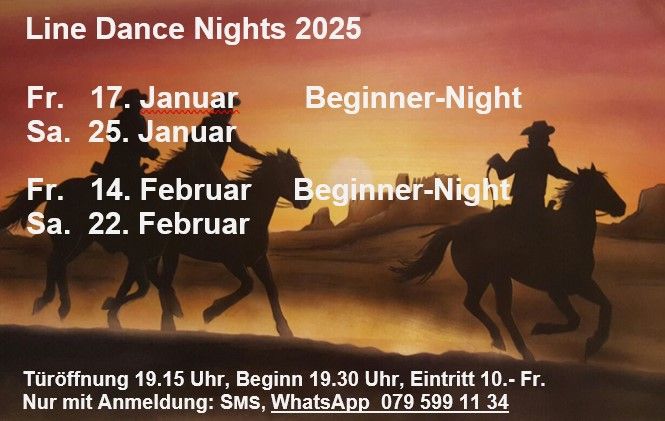 Line Dance Nights 2025
Fr. 17. Januar Beginner-Night
Sa. 25. Januar
Fr. 14. Februar Beginner-Night
Sa. 22. Februar
Türöffnung 19.15 Uhr, Beginn 19.30 Uhr, Eintritt 10.- Fr.
Nur mit Anmeldung: SMS, WhatsApp 079 599 11 34